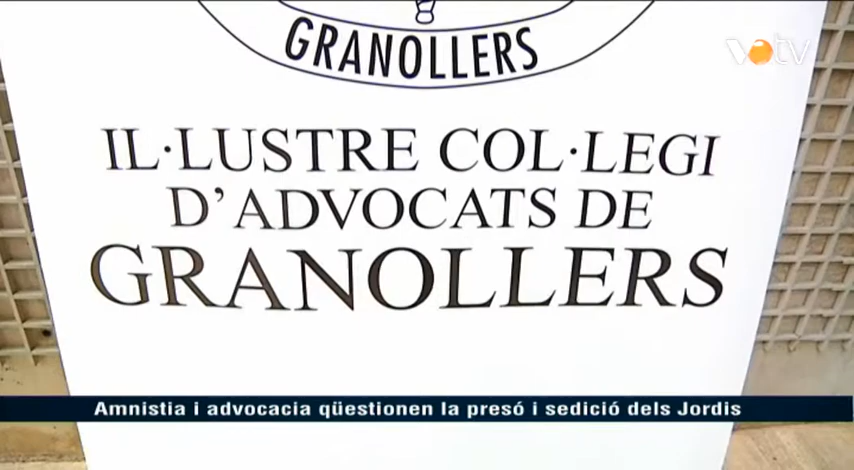 votv
GRANOLLERS
IL·LUSTRE COL·LEGI
D'ADVOCATS DE
GRANOLLERS
Amnistia i advocacia qüestionen la presó i sedició dels Jordis